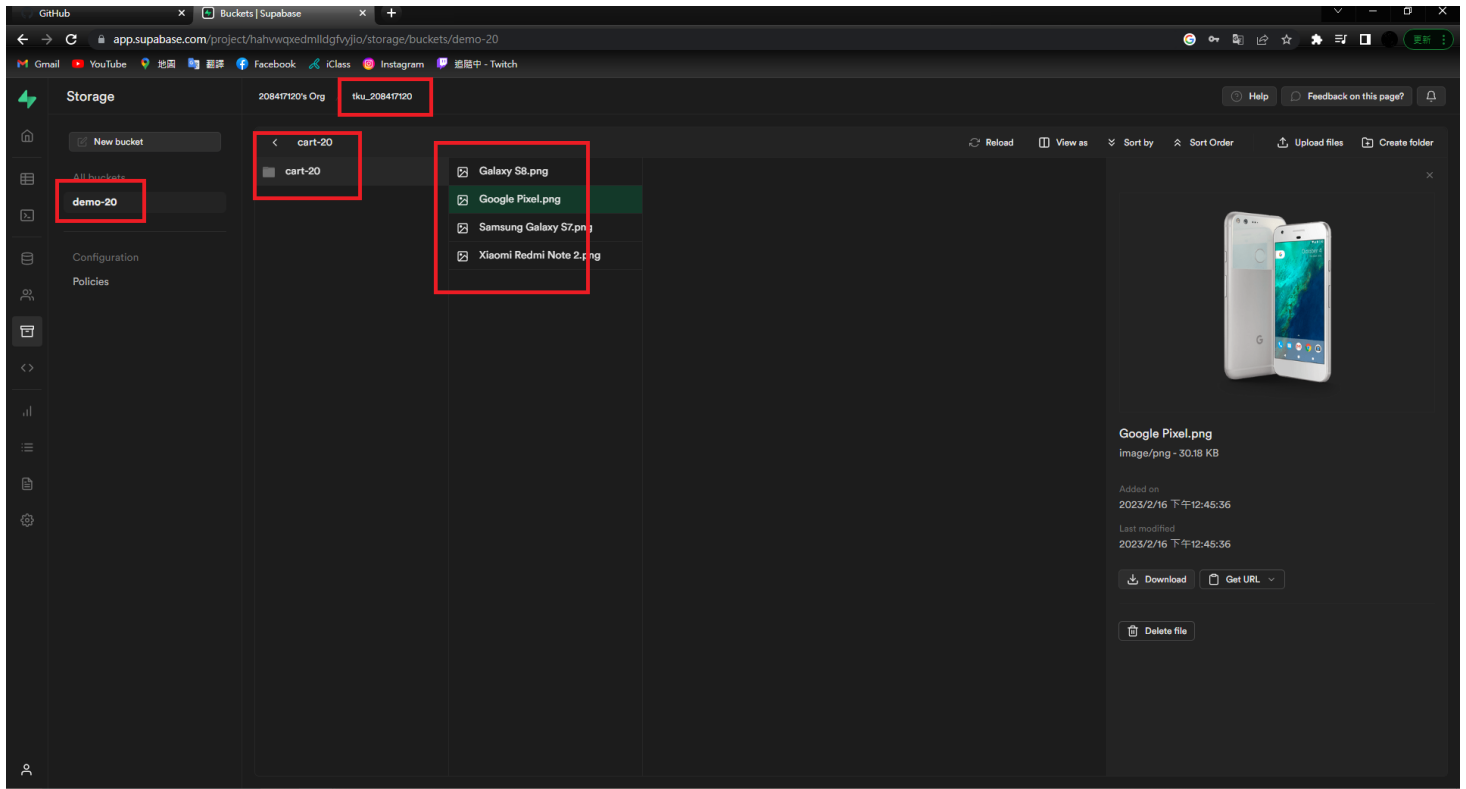 GitHub
Buckets | Supabase
app.supabase.com/project/hahvwqxedmlldgfvyjio/storage/buckets/demo-20
Gmail YouTube 地圖 翻譯 Facebook iClass Instagram 追隨中 - Twitch
更新
Storage
208417120's Org tku_208417120
Help Feedback on this page?
New bucket
cart-20
Reload View as Sort by Sort Order Upload files Create folder
All buckets
demo-20
cart-20
Galaxy S8.png
Google Pixel.png
Samsung Galaxy S7.png
Xiaomi Redmi Note 2.png
Configuration
Policies
Google Pixel.png
image/png - 30.18 KB
Added on
2023/2/16 下午12:45:36
Last modified
2023/2/16 下午12:45:36
Download Get URL
Delete file